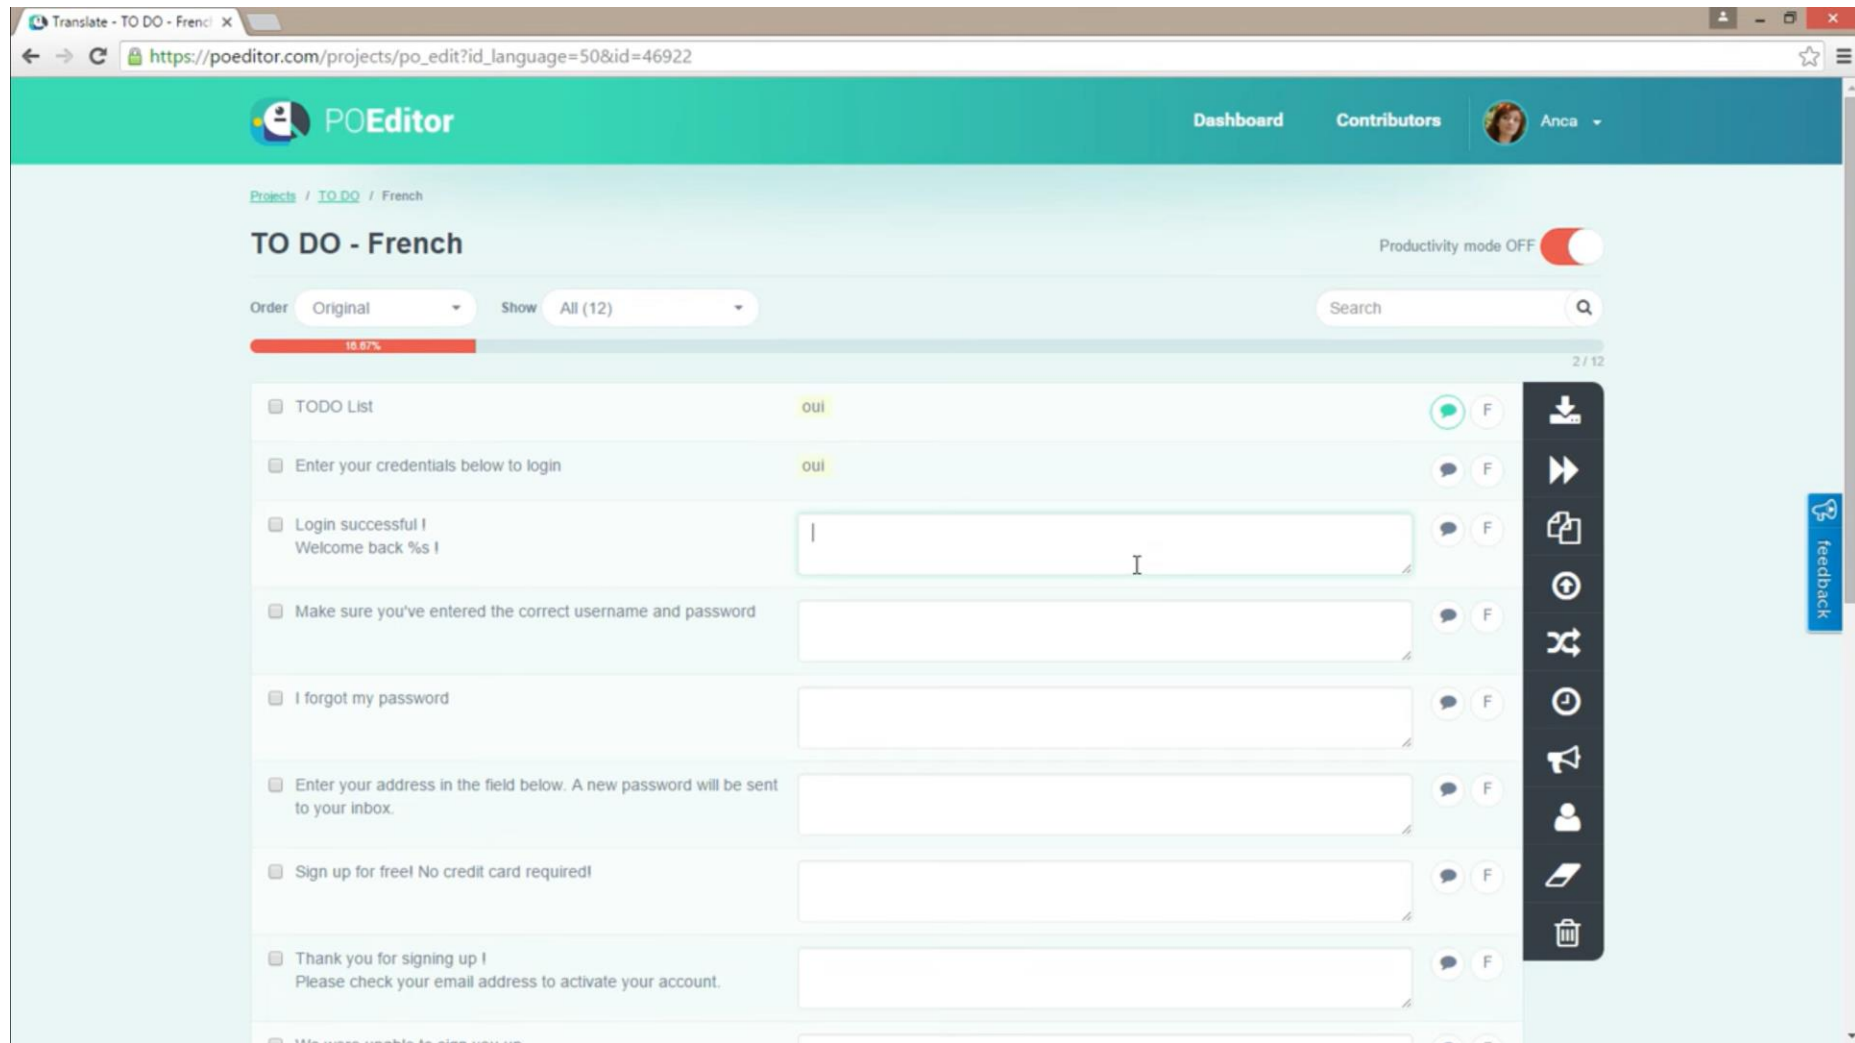 Translate - TO DO - Frenc
https://poeditor.com/projects/po_edit?id_language=50&id=46922
POEditor
Dashboard
Contributors
Anca
Projects / TO DO / French
TO DO - French
Productivity mode OFF
Order
Original
Show
All (12)
Search
16.67%
2 / 12
TODO List
oui
F
Enter your credentials below to login
oui
F
Login successful !
Welcome back %s !
F
Make sure you've entered the correct username and password
F
I forgot my password
F
Enter your address in the field below. A new password will be sent
to your inbox.
F
Sign up for free! No credit card required!
F
Thank you for signing up !
Please check your email address to activate your account.
F
feedback